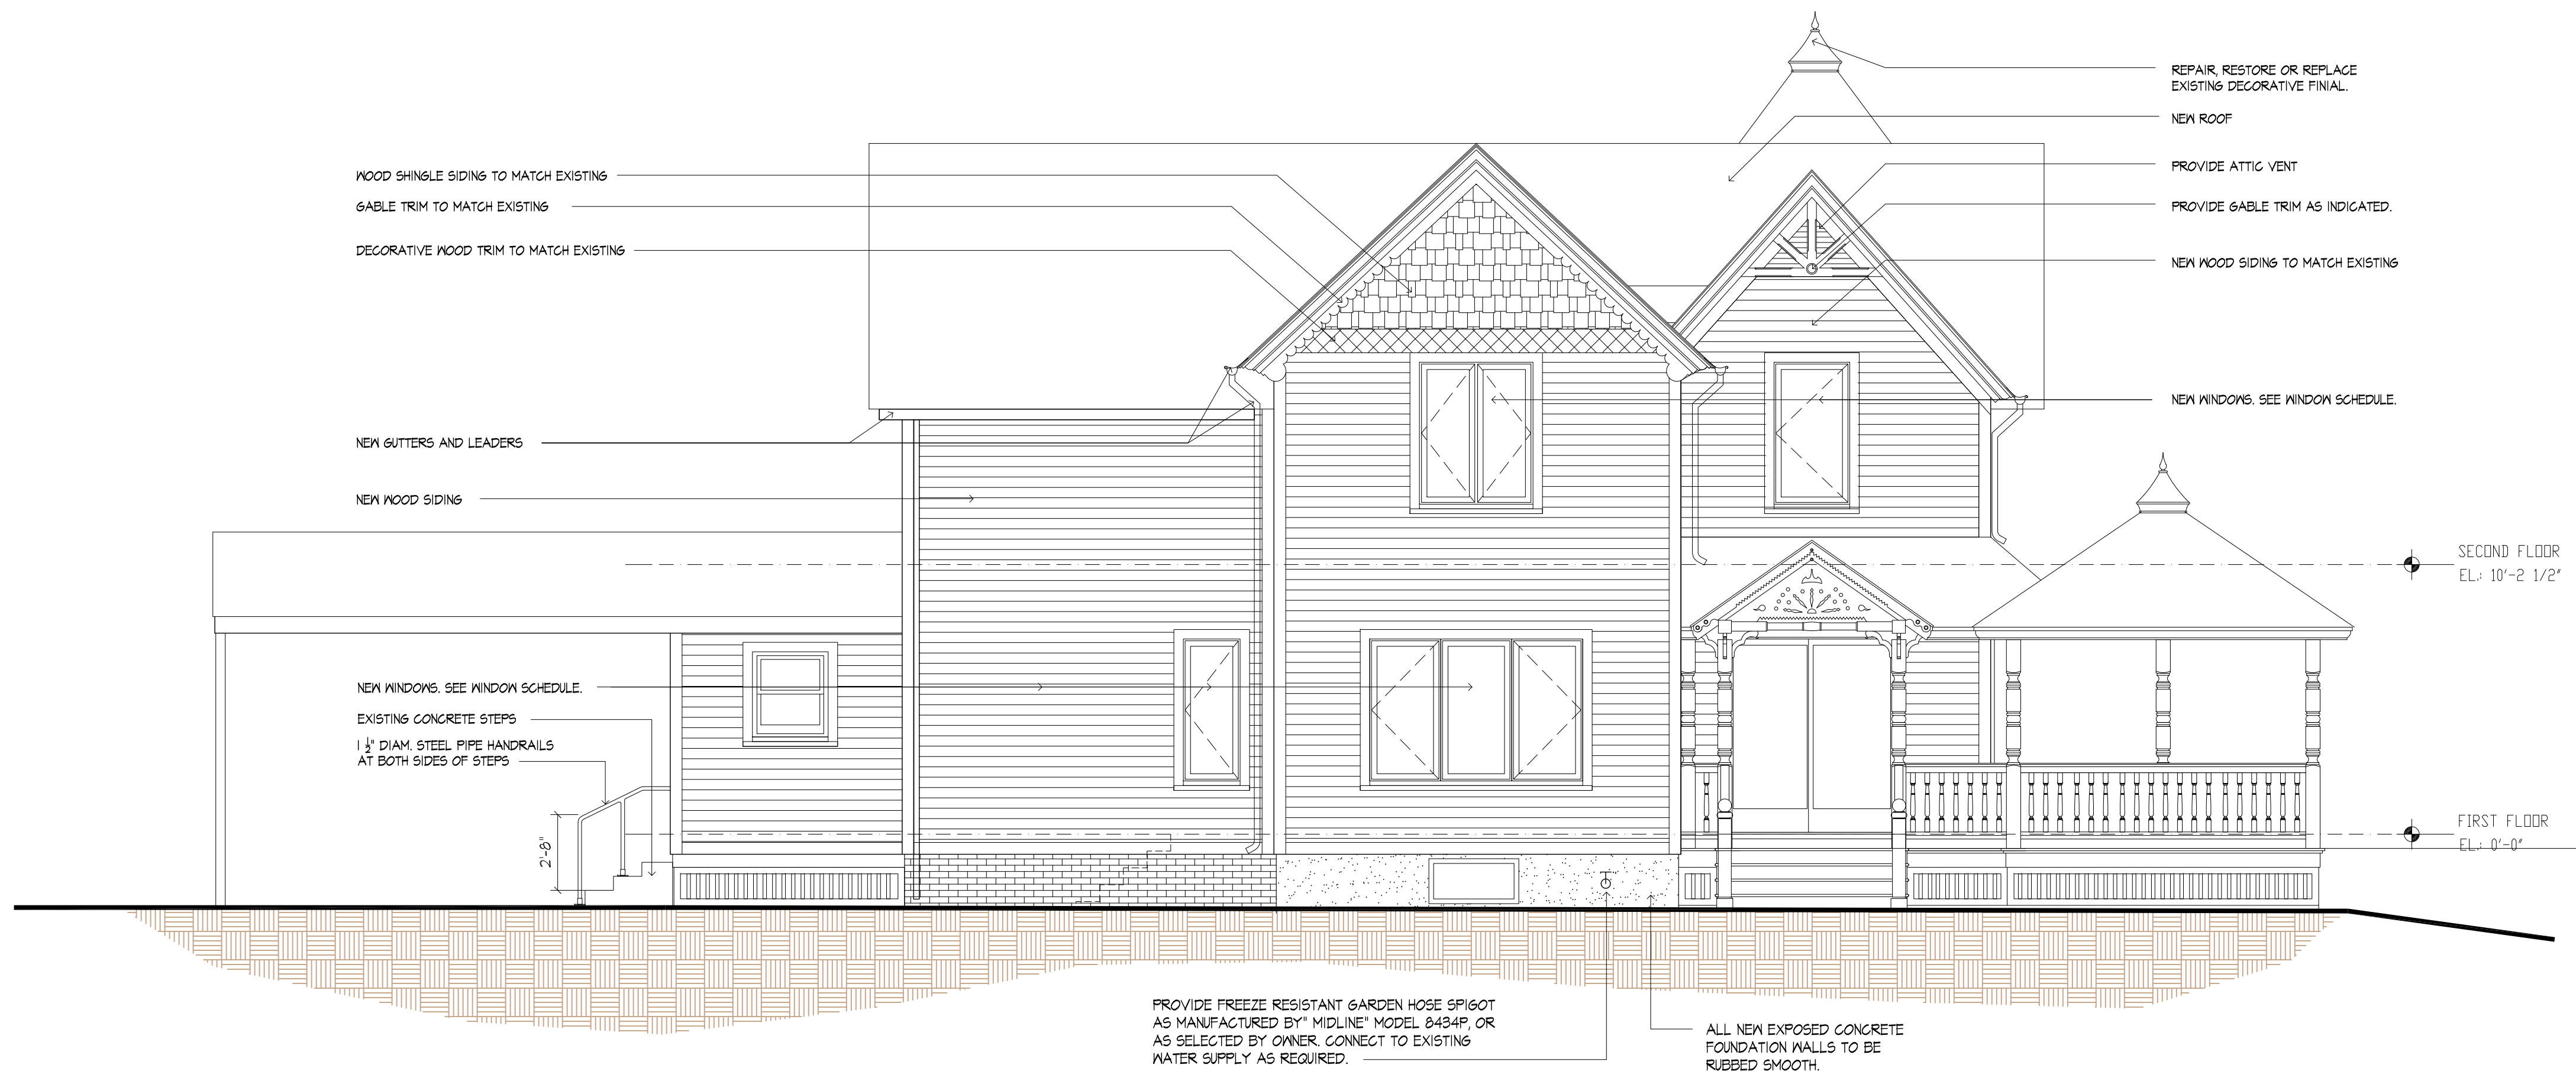 REPAIR, RESTORE OR REPLACE
EXISTING DECORATIVE FINIAL.
NEW ROOF
PROVIDE ATTIC VENT
PROVIDE GABLE TRIM AS INDICATED.
NEW WOOD SIDING TO MATCH EXISTING
NEW WINDOWS. SEE WINDOW SCHEDULE.
WOOD SHINGLE SIDING TO MATCH EXISTING
GABLE TRIM TO MATCH EXISTING
DECORATIVE WOOD TRIM TO MATCH EXISTING
NEW GUTTERS AND LEADERS
NEW WOOD SIDING
SECOND FLOOR
EL.: 10'-2 1/2"
NEW WINDOWS. SEE WINDOW SCHEDULE.
EXISTING CONCRETE STEPS
1 ½" DIAM. STEEL PIPE HANDRAILS
AT BOTH SIDES OF STEPS
2'-8"
FIRST FLOOR
EL.: 0'-0"
PROVIDE FREEZE RESISTANT GARDEN HOSE SPIGOT
AS MANUFACTURED BY" MIDLINE" MODEL 8434P, OR
AS SELECTED BY OWNER. CONNECT TO EXISTING
WATER SUPPLY AS REQUIRED.
ALL NEW EXPOSED CONCRETE
FOUNDATION WALLS TO BE
RUBBED SMOOTH.